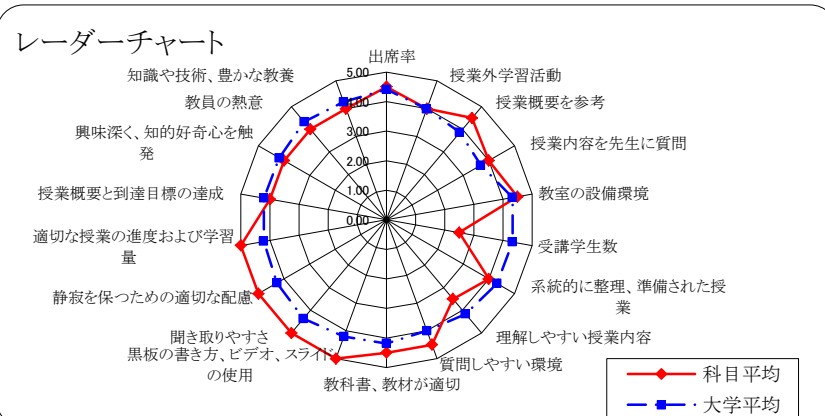 レーダーチャート
出席率
授業外学習活動
授業概要を参考
授業内容を先生に質問
教室の設備環境
受講学生数
系統的に整理、準備された授
業
理解しやすい授業内容
質問しやすい環境
教科書、教材が適切
黒板の書き方、ビデオ、スライド
の使用
聞き取りやすさ
静寂を保つための適切な配慮
適切な授業の進度および学習
量
授業概要と到達目標の達成
興味深く、知的好奇心を触
発
教員の熱意
知識や技術、豊かな教養
5.00
4.00
3.00
2.00
1.00
0.00
科目平均
大学平均